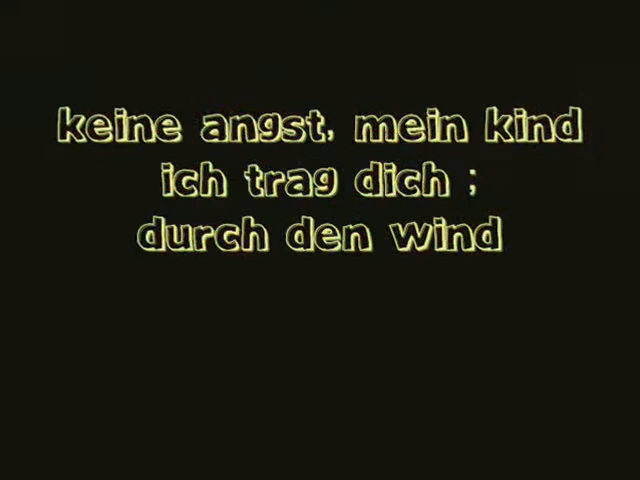 keine angst, mein kind
ich trag dich ;
durch den wind